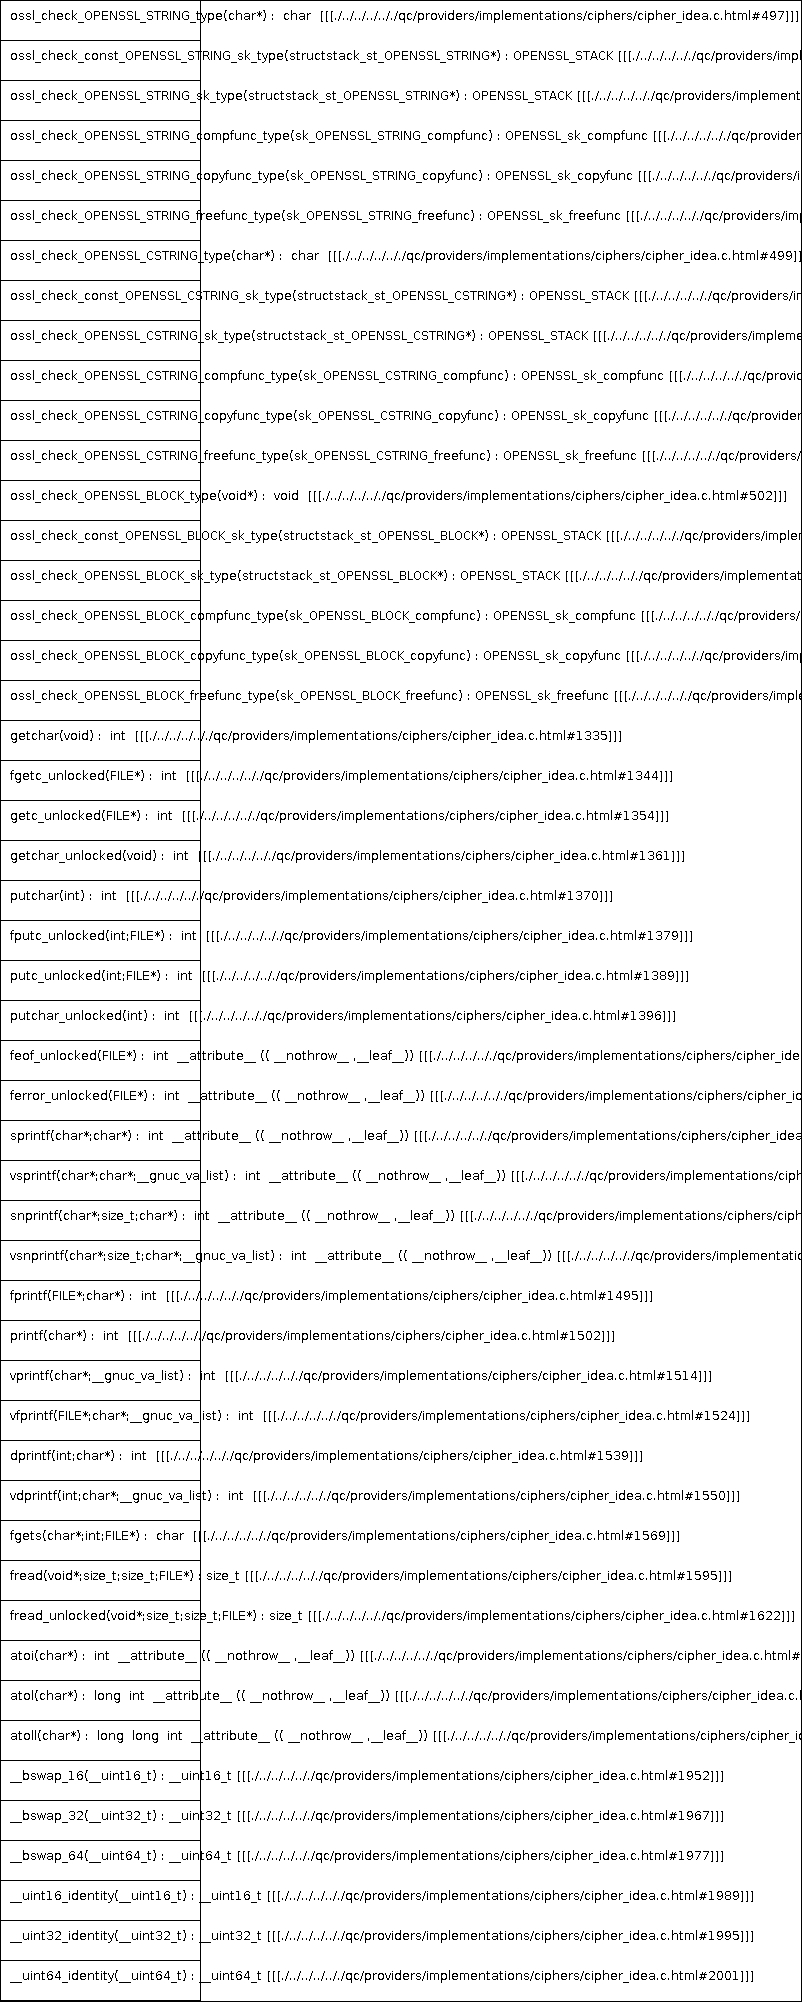 ossl_check_OPENSSL_STRING_type(char*) : char [[[./../../../../qc/providers/implementations/ciphers/cipher_idea.c.html#497]]]
ossl_check_const_OPENSSL_STRING_sk_type(structstack_st_OPENSSL_STRING*) : OPENSSL_STACK [[[./../../../../../qc/providers/impl
ossl_check_OPENSSL_STRING_sk_type(structstack_st_OPENSSL_STRING*) : OPENSSL_STACK [[[./../../../../../qc/providers/implement
ossl_check_OPENSSL_STRING_compfunc_type(sk_OPENSSL_STRING_compfunc) : OPENSSL_sk_compfunc [[[./../../../../../qc/provider
ossl_check_OPENSSL_STRING_copyfunc_type(sk_OPENSSL_STRING_copyfunc) : OPENSSL_sk_copyfunc [[[./../../../../../qc/providers/i
ossl_check_OPENSSL_STRING_freefunc_type(sk_OPENSSL_STRING_freefunc) : OPENSSL_sk_freefunc [[[./../../../../../qc/providers/im
ossl_check_OPENSSL_CSTRING_type(char*) : char [[[./../../../../../qc/providers/implementations/ciphers/cipher_idea.c.html#499]]
ossl_check_const_OPENSSL_CSTRING_sk_type(structstack_st_OPENSSL_CSTRING*) : OPENSSL_STACK [[[./../../../../../qc/providers/i
ossl_check_OPENSSL_CSTRING_sk_type(structstack_st_OPENSSL_CSTRING*) : OPENSSL_STACK [[[./../../../../../qc/providers/impleme
ossl_check_OPENSSL_CSTRING_compfunc_type(sk_OPENSSL_CSTRING_compfunc) : OPENSSL_sk_compfunc [[[./../../../../../qc/provi
ossl_check_OPENSSL_CSTRING_copyfunc_type(sk_OPENSSL_CSTRING_copyfunc) : OPENSSL_sk_copyfunc [[[./../../../../../qc/provider
ossl_check_OPENSSL_CSTRING_freefunc_type(sk_OPENSSL_CSTRING_freefunc) : OPENSSL_sk_freefunc [[[./../../../../../qc/providers/
ossl_check_OPENSSL_BLOCK_type(void*) : void [[[./../../../../../qc/providers/implementations/ciphers/cipher_idea.c.html#502]]]
ossl_check_const_OPENSSL_BLOCK_sk_type(structstack_st_OPENSSL_BLOCK*) : OPENSSL_STACK [[[./../../../../../qc/providers/implem
ossl_check_OPENSSL_BLOCK_sk_type(structstack_st_OPENSSL_BLOCK*) : OPENSSL_STACK [[[./../../../../../qc/providers/implementat
ossl_check_OPENSSL_BLOCK_compfunc_type(sk_OPENSSL_BLOCK_compfunc) : OPENSSL_sk_compfunc [[[./../../../../../qc/providers/
ossl_check_OPENSSL_BLOCK_copyfunc_type(sk_OPENSSL_BLOCK_copyfunc) : OPENSSL_sk_copyfunc [[[./../../../../../qc/providers/im
ossl_check_OPENSSL_BLOCK_freefunc_type(sk_OPENSSL_BLOCK_freefunc) : OPENSSL_sk_freefunc [[[./../../../../../qc/providers/imple
getchar(void) : int [[[./../../../../../qc/providers/implementations/ciphers/cipher_idea.c.html#1335]]]
fgetc_unlocked(FILE*) : int [[[./../../../../../qc/providers/implementations/ciphers/cipher_idea.c.html#1344]]]
getc_unlocked(FILE*) : int [[[./../../../../../qc/providers/implementations/ciphers/cipher_idea.c.html#1354]]]
getchar_unlocked(void) : int [[[./../../../../../qc/providers/implementations/ciphers/cipher_idea.c.html#1361]]]
putchar(int) : int [[[./../../../../../qc/providers/implementations/ciphers/cipher_idea.c.html#1370]]]
fputc_unlocked(int;FILE*) : int [[[./../../../../../qc/providers/implementations/ciphers/cipher_idea.c.html#1379]]]
putc_unlocked(int;FILE*) : int [[[./../../../../../qc/providers/implementations/ciphers/cipher_idea.c.html#1389]]]
putchar_unlocked(int) : int [[[./../../../../../qc/providers/implementations/ciphers/cipher_idea.c.html#1396]]]
feof_unlocked(FILE*) : int __attribute__ (( __nothrow__ ,__leaf__)) [[[./../../../../../qc/providers/implementations/ciphers/cipher_ide
ferror_unlocked(FILE*) : int __attribute__ (( __nothrow__ ,__leaf__)) [[[./../../../../../qc/providers/implementations/ciphers/cipher_id
sprintf(char*;char*) : int __attribute__ (( __nothrow__ ,__leaf__)) [[[./../../../../../qc/providers/implementations/ciphers/cipher_idea
vsprintf(char*;char*;__gnuc_va_list) : int __attribute__ (( __nothrow__ ,__leaf__)) [[[./../../../../../qc/providers/implementations/ciph
snprintf(char*;size_t;char*) : int __attribute__ (( __nothrow__ ,__leaf__)) [[[./../../../../../qc/providers/implementations/ciphers/ciph
vsnprintf(char*;size_t;char*;__gnuc_va_list) : int __attribute__ (( __nothrow__ ,__leaf__)) [[[./../../../../../qc/providers/implementatio
fprintf(FILE*;char*) : int [[[./../../../../../qc/providers/implementations/ciphers/cipher_idea.c.html#1495]]]
printf(char*) : int [[[./../../../../../qc/providers/implementations/ciphers/cipher_idea.c.html#1502]]]
vprintf(char*;__gnuc_va_list) : int [[[./../../../../../qc/providers/implementations/ciphers/cipher_idea.c.html#1514]]]
vfprintf(FILE*;char*;__gnuc_va_list) : int [[[./../../../../../qc/providers/implementations/ciphers/cipher_idea.c.html#1524]]]
dprintf(int;char*) : int [[[./../../../../../qc/providers/implementations/ciphers/cipher_idea.c.html#1539]]]
vdprintf(int;char*;__gnuc_va_list) : int [[[./../../../../../qc/providers/implementations/ciphers/cipher_idea.c.html#1550]]]
fgets(char*;int;FILE*) : char [[[./../../../../../qc/providers/implementations/ciphers/cipher_idea.c.html#1569]]]
fread(void*;size_t;size_t;FILE*) : size_t [[[./../../../../../qc/providers/implementations/ciphers/cipher_idea.c.html#1595]]]
fread_unlocked(void*;size_t;size_t;FILE*) : size_t [[[./../../../../../qc/providers/implementations/ciphers/cipher_idea.c.html#1622]]]
atoi(char*) : int __attribute__ (( __nothrow__ ,__leaf__)) [[[./../../../../../qc/providers/implementations/ciphers/cipher_idea.c.html#
atol(char*) : long int __attribute__ (( __nothrow__ ,__leaf__)) [[[./../../../../../qc/providers/implementations/ciphers/cipher_idea.c.
atoll(char*) : long long int __attribute__ (( __nothrow__ ,__leaf__)) [[[./../../../../../qc/providers/implementations/ciphers/cipher_id
__bswap_16(__uint16_t) : __uint16_t [[[./../../../../../qc/providers/implementations/ciphers/cipher_idea.c.html#1952]]]
__bswap_32(__uint32_t) : __uint32_t [[[./../../../../../qc/providers/implementations/ciphers/cipher_idea.c.html#1967]]]
__bswap_64(__uint64_t) : __uint64_t [[[./../../../../../qc/providers/implementations/ciphers/cipher_idea.c.html#1977]]]
__uint16_identity(__uint16_t) : __uint16_t [[[./../../../../../qc/providers/implementations/ciphers/cipher_idea.c.html#1989]]]
__uint32_identity(__uint32_t) : __uint32_t [[[./../../../../../qc/providers/implementations/ciphers/cipher_idea.c.html#1995]]]
__uint64_identity(__uint64_t) : __uint64_t [[[./../../../../../qc/providers/implementations/ciphers/cipher_idea.c.html#2001]]]